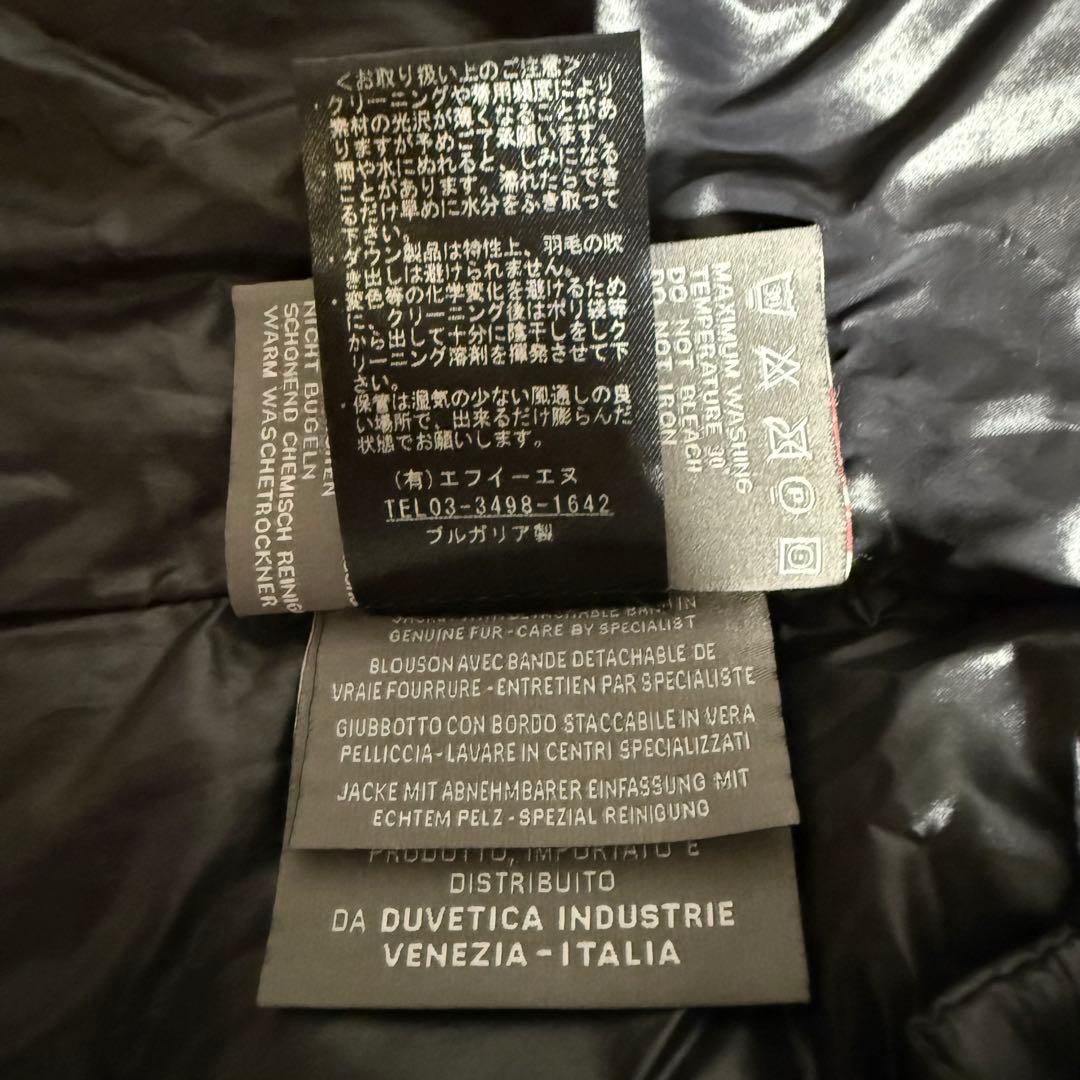 <お取り扱い上のご注意>
・クリーニングや着用頻度により
素材の光沢が薄くなることがあ
りますが予めご了承願います。
・雨や水にぬれると、しみになる
ことがあります。濡れたらでき
るだけ早めに水分をふき取って
下さい。
・ダウン製品は特性上、羽毛の吹
き出しは避けられません。
・変色等の化学変化を避けるため
に、クリーニング後はポリ袋等
から出して十分に陰干しをしク
リーニング溶剤を揮発させて下
さい。
・保管は湿気の少ない風通しの良
い場所で、出来るだけ膨らんだ
状態でお願いします。
(有)エフイーエヌ
TEL03-3498-1642
ブルガリア製
MAXIMUM WASHING
TEMPERATURE 30
DO NOT BLEACH
DO NOT IRON
30
P
NICHT BÜGELN
SCHONEND CHEMISCH REINIG
WARM WASCHETROCKNER
GENUINE FUR - CARE BY SPECIALIST
BLOUSON AVEC BANDE DETACHABLE DE
VRAIE FOURRURE - ENTRETIEN PAR SPECIALISTE
GIUBBOTTO CON BORDO STACCABILE IN VERA
PELLICCIA - LAVARE IN CENTRI SPECIALIZZATI
JACKE MIT ABNEHMBARER EINFASSUNG MIT
ECHTEM PELZ - SPEZIAL REINIGUNG
PRODOTTO, IMPORTATO E
DISTRIBUITO
DA DUVETICA INDUSTRIE
VENEZIA - ITALIA